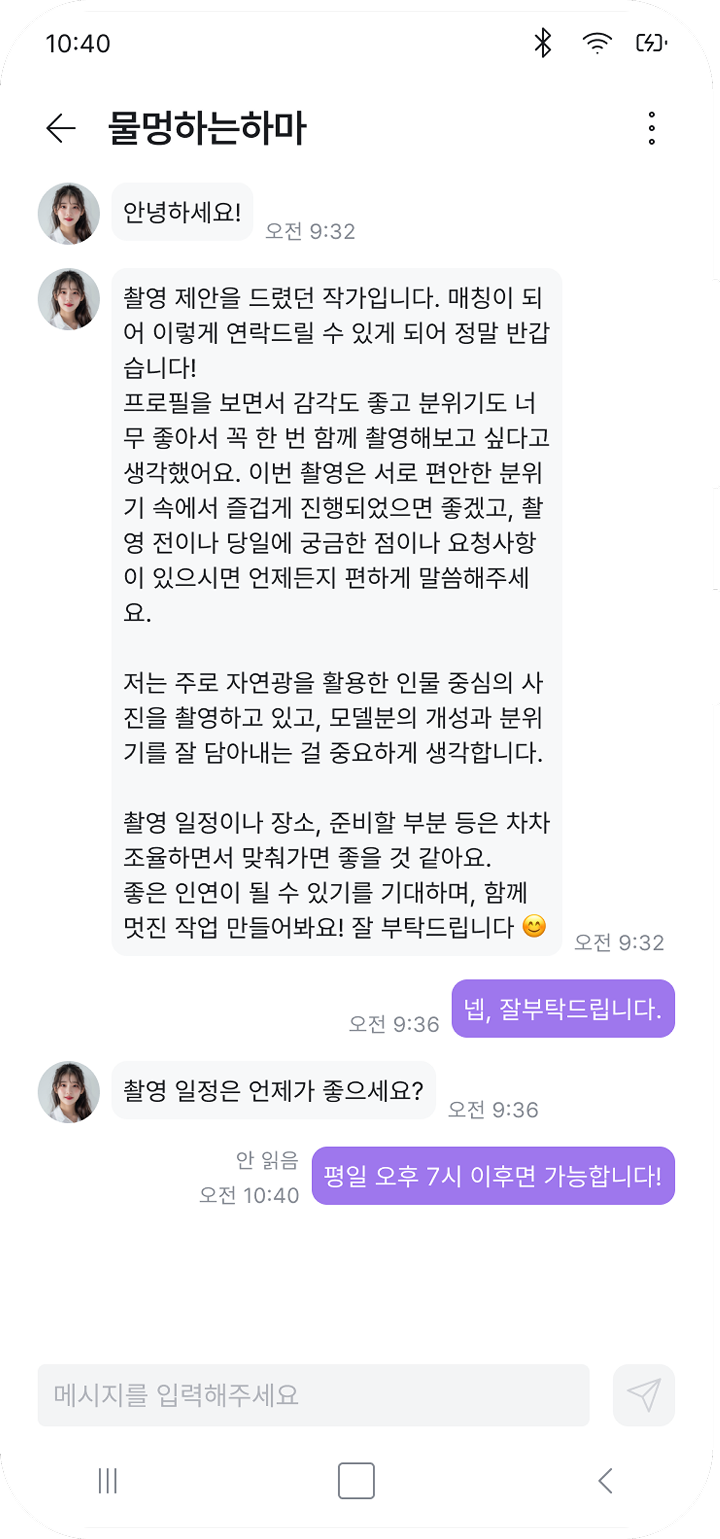 10:40
물멍하는하마
안녕하세요!
오전 9:32
촬영 제안을 드렸던 작가입니다. 매칭이 되
어 이렇게 연락드릴 수 있게 되어 정말 반갑
습니다!
프로필을 보면서 감각도 좋고 분위기도 너
무 좋아서 꼭 한 번 함께 촬영해보고 싶다고
생각했어요. 이번 촬영은 서로 편안한 분위
기 속에서 즐겁게 진행되었으면 좋겠고, 촬
영 전이나 당일에 궁금한 점이나 요청사항
이 있으시면 언제든지 편하게 말씀해주세
요.
저는 주로 자연광을 활용한 인물 중심의 사
진을 촬영하고 있고, 모델분의 개성과 분위
기를 잘 담아내는 걸 중요하게 생각합니다.
촬영 일정이나 장소, 준비할 부분 등은 차차
조율하면서 맞춰가면 좋을 것 같아요.
좋은 인연이 될 수 있기를 기대하며, 함께
멋진 작업 만들어봐요! 잘 부탁드립니다 😊
오전 9:32
넵, 잘부탁드립니다.
오전 9:36
촬영 일정은 언제가 좋으세요?
오전 9:36
안 읽음
오전 10:40
평일 오후 7시 이후면 가능합니다!
메시지를 입력해주세요